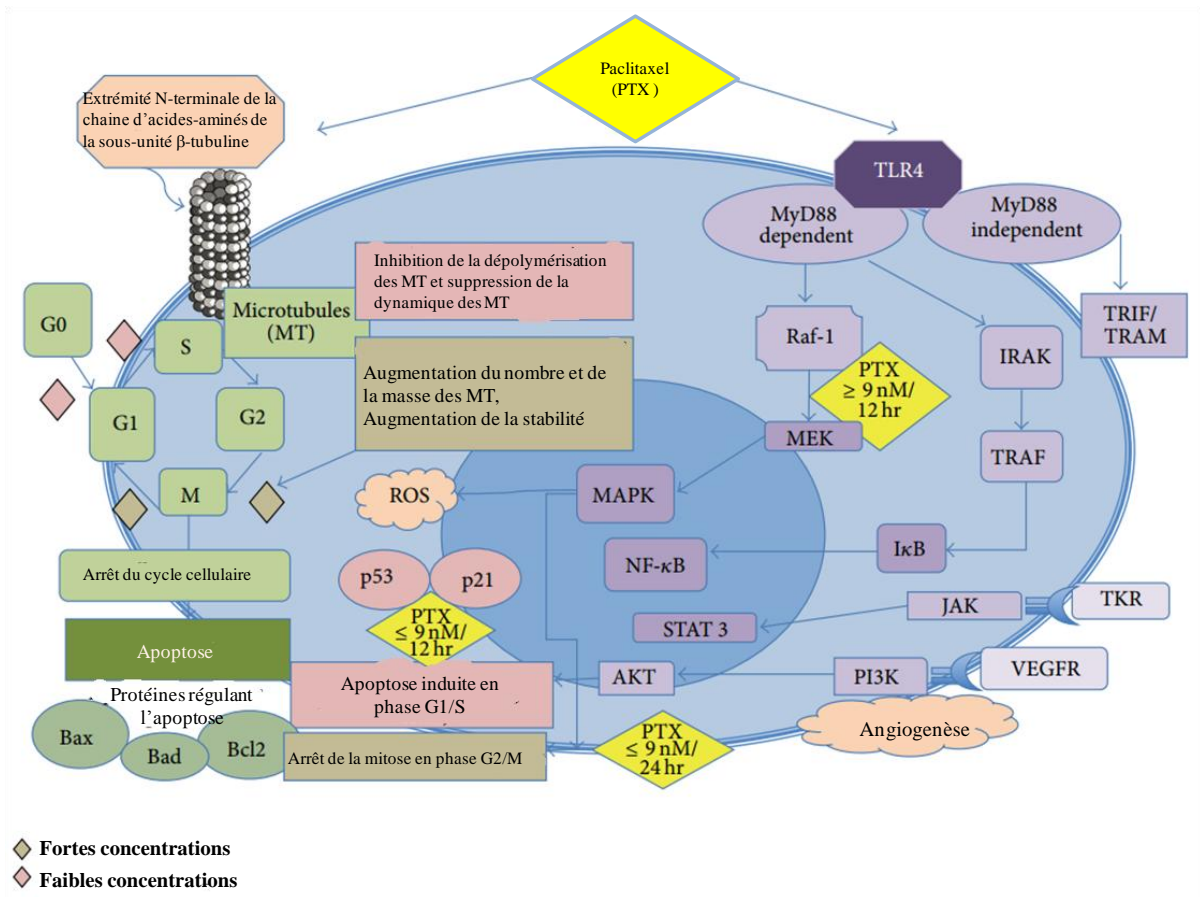 Paclitaxel
(PTX )
Extrémité N-terminale de la
chaine d'acides-aminés de
la sous-unité β-tubuline
TLR4
MyD88
dependent
MyD88
independent
Inhibition de la dépolymérisation
des MT et suppression de la
dynamique des MT
Microtubules
(MT)
G0
S
G1
G2
M
Augmentation du nombre et de
la masse des MT,
Augmentation de la stabilité
Raf-1
PTX
≥ 9 nM/
12 hr
MEK
IRAK
TRIF/
TRAM
TRAF
ROS
MAPK
IκB
NF-κB
Arrêt du cycle cellulaire
p53
p21
PTX
≤ 9 nM/
12 hr
JAK
TKR
STAT 3
Apoptose
AKT
PI3K
VEGFR
Apoptose induite en
phase G1/S
Protéines régulant
l'apoptose
Bax
Bad
Bcl2
Arrêt de la mitose en phase G2/M
PTX
≤ 9 nM/
24 hr
Angiogenèse
Fortes concentrations
Faibles concentrations